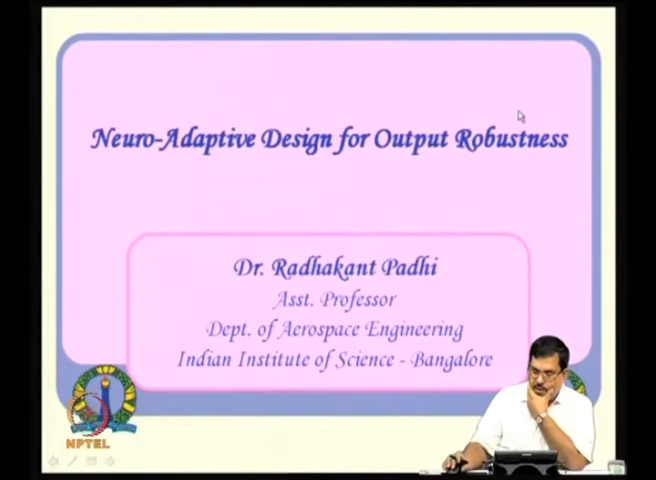 Neuro-Adaptive Design for Output Robustness
Dr. Radhakant Padhi
Asst. Professor
Dept. of Aerospace Engineering
Indian Institute of Science - Bangalore
NPTEL